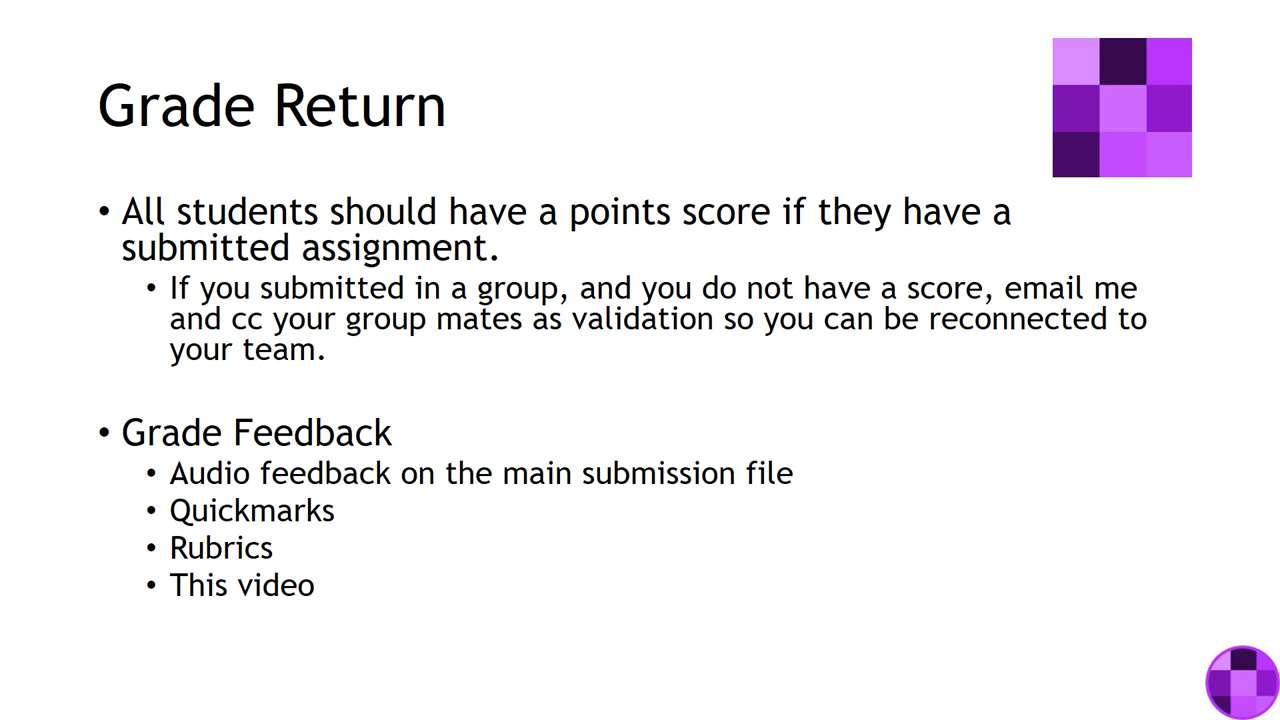 Grade Return
• All students should have a points score if they have a
submitted assignment.
• If you submitted in a group, and you do not have a score, email me
and cc your group mates as validation so you can be reconnected to
your team.
• Grade Feedback
• Audio feedback on the main submission file
• Quickmarks
• Rubrics
• This video